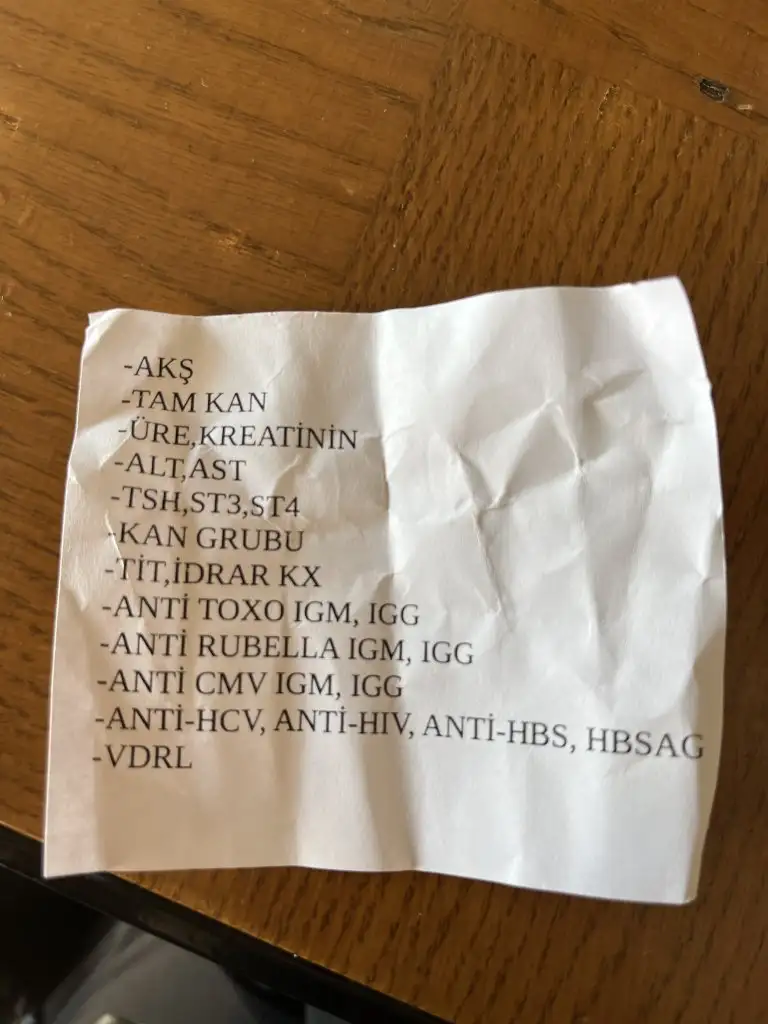 -AKŞ
-TAM KAN
-ÜRE,KREATİNİN
-ALT,AST
-TSH,ST3,ST4
-KAN GRUBU
-TİT,İDRAR KX
-ANTİ TOXO IGM, IGG
-ANTİ RUBELLA IGM, IGG
-ANTİ CMV IGM, IGG
-ANTİ-HCV, ANTİ-HIV, ANTİ-HBS, HBSAG
-VDRL